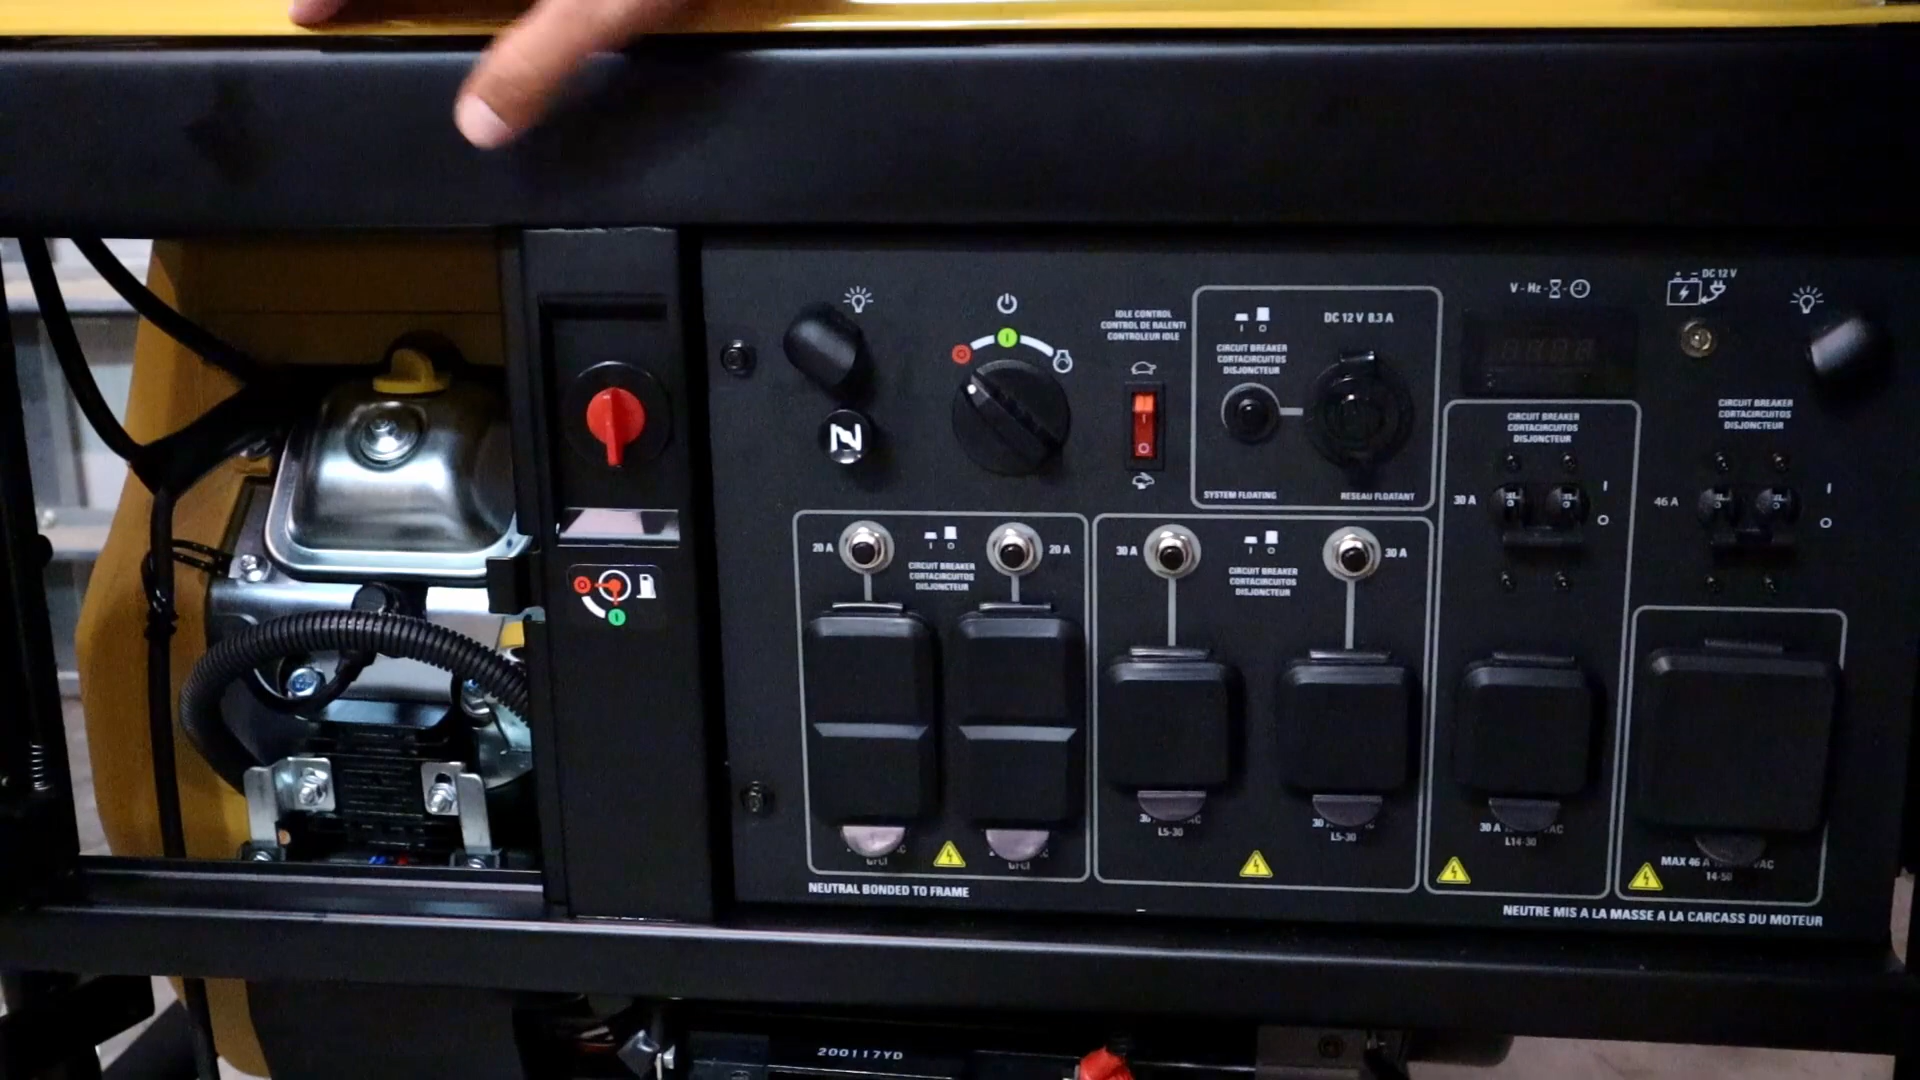 IDLE CONTROL
CONTROL DE RALENTI
CONTROLEUR IDLE
I O
CIRCUIT BREAKER
CORTACIRCUITOS
DISJONCTEUR
DC 12 V 8.3 A
SYSTEM FLOATING
RESEAU FLOATANT
V - Hz -
DC 12 V
CIRCUIT BREAKER
CORTACIRCUITOS
DISJONCTEUR
30 A
I
O
CIRCUIT BREAKER
CORTACIRCUITOS
DISJONCTEUR
46 A
I
O
20 A
I O
20 A
CIRCUIT BREAKER
CORTACIRCUITOS
DISJONCTEUR
GFCI
GFCI
30 A
I O
30 A
CIRCUIT BREAKER
CORTACIRCUITOS
DISJONCTEUR
L5-30
L5-30
30 A
L14-30
MAX 46 A
14-50
NEUTRAL BONDED TO FRAME
NEUTRE MIS A LA MASSE A LA CARCASS DU MOTEUR
200117YD